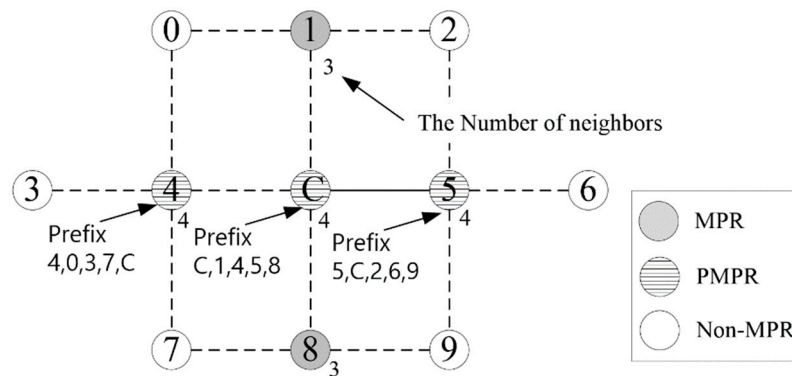 0 1 2
3
The Number of neighbors
3 4 C 5 6
4 4 4
Prefix
4,0,3,7,C
Prefix
C,1,4,5,8
Prefix
5,C,2,6,9
7 8 9
3
MPR
PMPR
Non-MPR